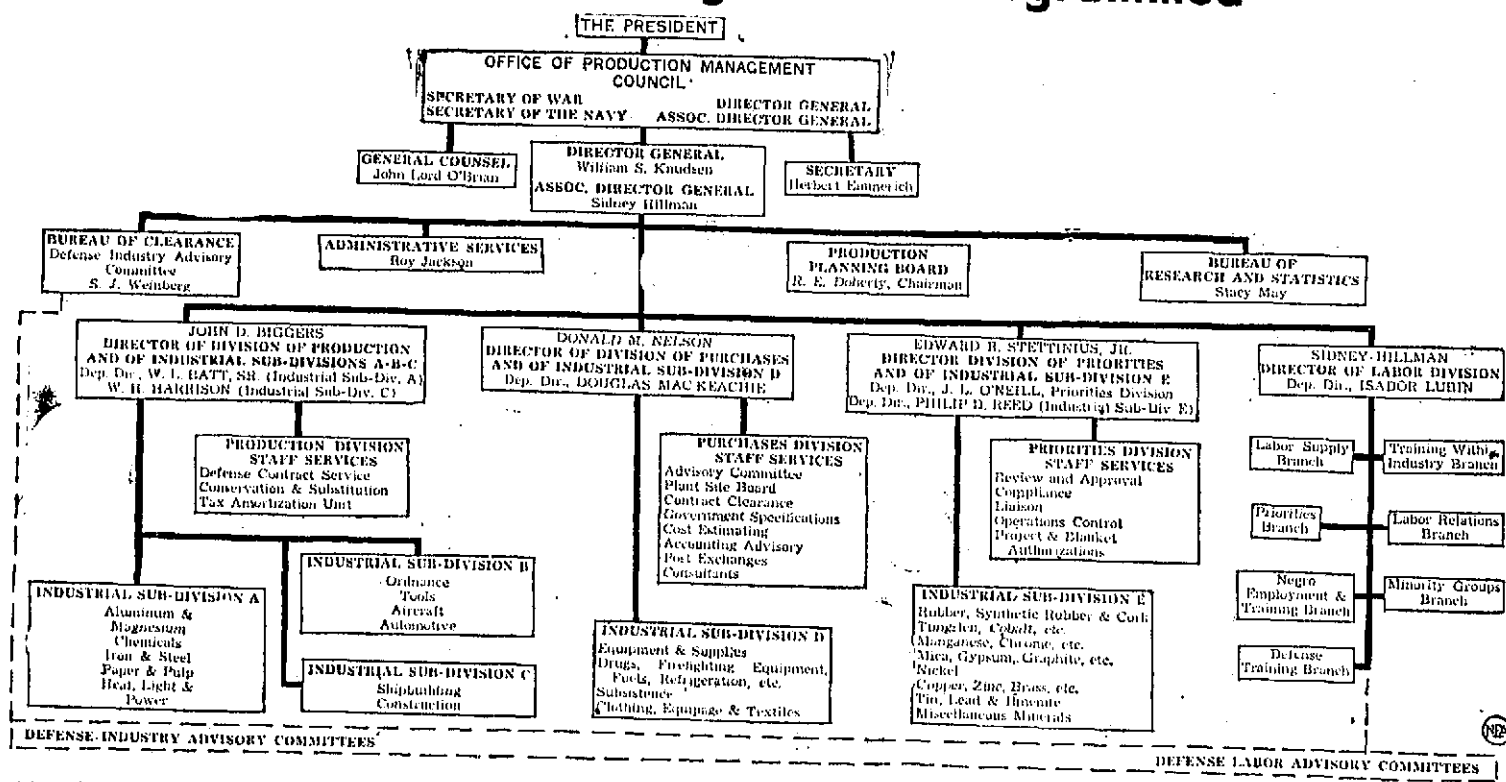 THE PRESIDENT
OFFICE OF PRODUCTION MANAGEMENT
COUNCIL
SECRETARY OF WAR
DIRECTOR GENERAL
SECRETARY OF THE NAVY
ASSOC. DIRECTOR GENERAL
GENERAL COUNSEL
John Lord O'Brian
DIRECTOR GENERAL
William S. Knudsen
ASSOC. DIRECTOR GENERAL
Sidney Hillman
SECRETARY
Herbert Emmerich
BUREAU OF CLEARANCE
Defense Industry Advisory
Committee
S. J. Weinberg
ADMINISTRATIVE SERVICES
Roy Jackson
PRODUCTION
PLANNING BOARD
R. E. Doherty, Chairman
BUREAU OF
RESEARCH AND STATISTICS
Stacy May
JOHN D. BIGGERS
DIRECTOR OF DIVISION OF PRODUCTION
AND OF INDUSTRIAL SUB-DIVISIONS A-B-C
Dep. Dir., W. L. BATT, SR. (Industrial Sub-Div. A)
W. H. HARRISON (Industrial Sub-Div. C)
DONALD M. NELSON
DIRECTOR OF DIVISION OF PURCHASES
AND OF INDUSTRIAL SUB-DIVISION D
Dep. Dir., DOUGLAS MAC KEACHIE
EDWARD R. STETTINIUS, JR.
DIRECTOR DIVISION OF PRIORITIES
AND OF INDUSTRIAL SUB-DIVISION E
Dep. Dir., J. L. O'NEILL, Priorities Division
Dep. Dir., PHILIP D. REED (Industrial Sub-Div E)
SIDNEY HILLMAN
DIRECTOR OF LABOR DIVISION
Dep. Dir., ISADOR LUBIN
PRODUCTION DIVISION
STAFF SERVICES
Defense Contract Service
Conservation & Substitution
Tax Amortization Unit
PURCHASES DIVISION
STAFF SERVICES
Advisory Committee
Plant Site Board
Contract Clearance
Government Specifications
Cost Estimating
Accounting Advisory
Post Exchanges
Consultants
PRIORITIES DIVISION
STAFF SERVICES
Review and Approval
Compliance
Liaison
Operations Control
Project & Blanket
Authorizations
Labor Supply
Branch
Training Withi
Industry Branch
Priorities
Branch
Labor Relations
Branch
Negro
Employment &
Training Branch
Minority Groups
Branch
Defense
Training Branch
INDUSTRIAL SUB-DIVISION A
Aluminum &
Magnesium
Chemicals
Iron & Steel
Paper & Pulp
Heat, Light &
Power
INDUSTRIAL SUB-DIVISION B
Ordnance
Tools
Aircraft
Automotive
INDUSTRIAL SUB-DIVISION C
Shipbuilding
Construction
INDUSTRIAL SUB-DIVISION D
Equipment & Supplies
Drugs, Firefighting Equipment,
Fuels, Refrigeration, etc.
Subsistence
Clothing, Equipage & Textiles
INDUSTRIAL SUB-DIVISION E
Rubber, Synthetic Rubber & Cork
Tungsten, Cobalt, etc.
Manganese, Chrome, etc.
Mica, Gypsum, Graphite, etc.
Nickel
Copper, Zinc, Brass, etc.
Tin, Lead & Ilmenite
Miscellaneous Minerals
DEFENSE INDUSTRY ADVISORY COMMITTEES
DEFENSE LABOR ADVISORY COMMITTEES
NEA